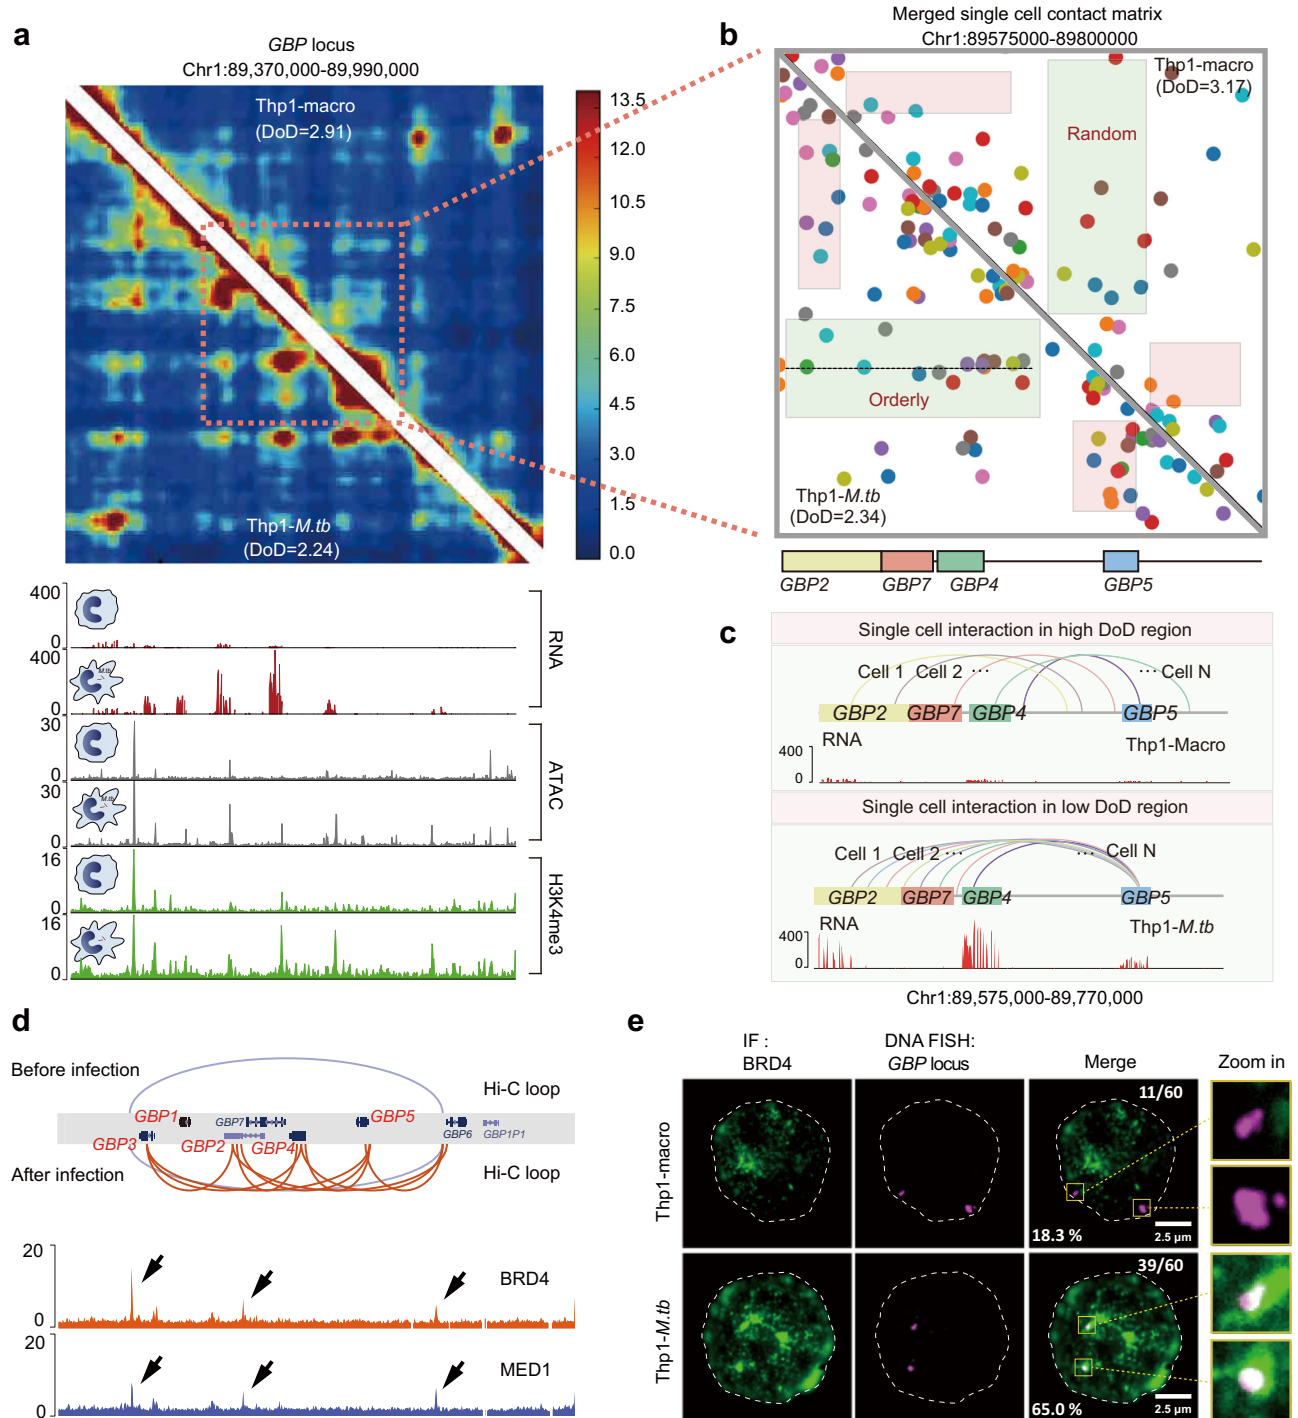 a
GBP locus
Chr1:89,370,000-89,990,000
Thp1-macro
(DoD=2.91)
Thp1-M.tb
(DoD=2.24)
13.5
12.0
10.5
9.0
7.5
6.0
4.5
3.0
1.5
0.0
400
0
400
0
RNA
30
0
30
0
ATAC
16
0
16
0
H3K4me3
M.tb
M.tb
b
Merged single cell contact matrix
Chr1:89575000-89800000
Thp1-macro
(DoD=3.17)
Random
Orderly
Thp1-M.tb
(DoD=2.34)
GBP2
GBP7
GBP4
GBP5
c
Single cell interaction in high DoD region
Cell 1 Cell 2 ··· ··· Cell N
GBP2 GBP7 GBP4 GBP5
RNA
Thp1-Macro
400
0
Single cell interaction in low DoD region
Cell 1 Cell 2 ··· ··· Cell N
GBP2 GBP7 GBP4 GBP5
RNA
Thp1-M.tb
400
0
Chr1:89,575,000-89,770,000
d
Before infection
Hi-C loop
GBP1 GBP7 GBP5
GBP3 GBP2 GBP4 GBP6 GBP1P1
After infection
Hi-C loop
20
0
BRD4
20
0
MED1
e
IF :
BRD4
DNA FISH:
GBP locus
Merge
Zoom in
Thp1-macro
11/60
18.3 %
2.5 μm
Thp1-M.tb
39/60
65.0 %
2.5 μm